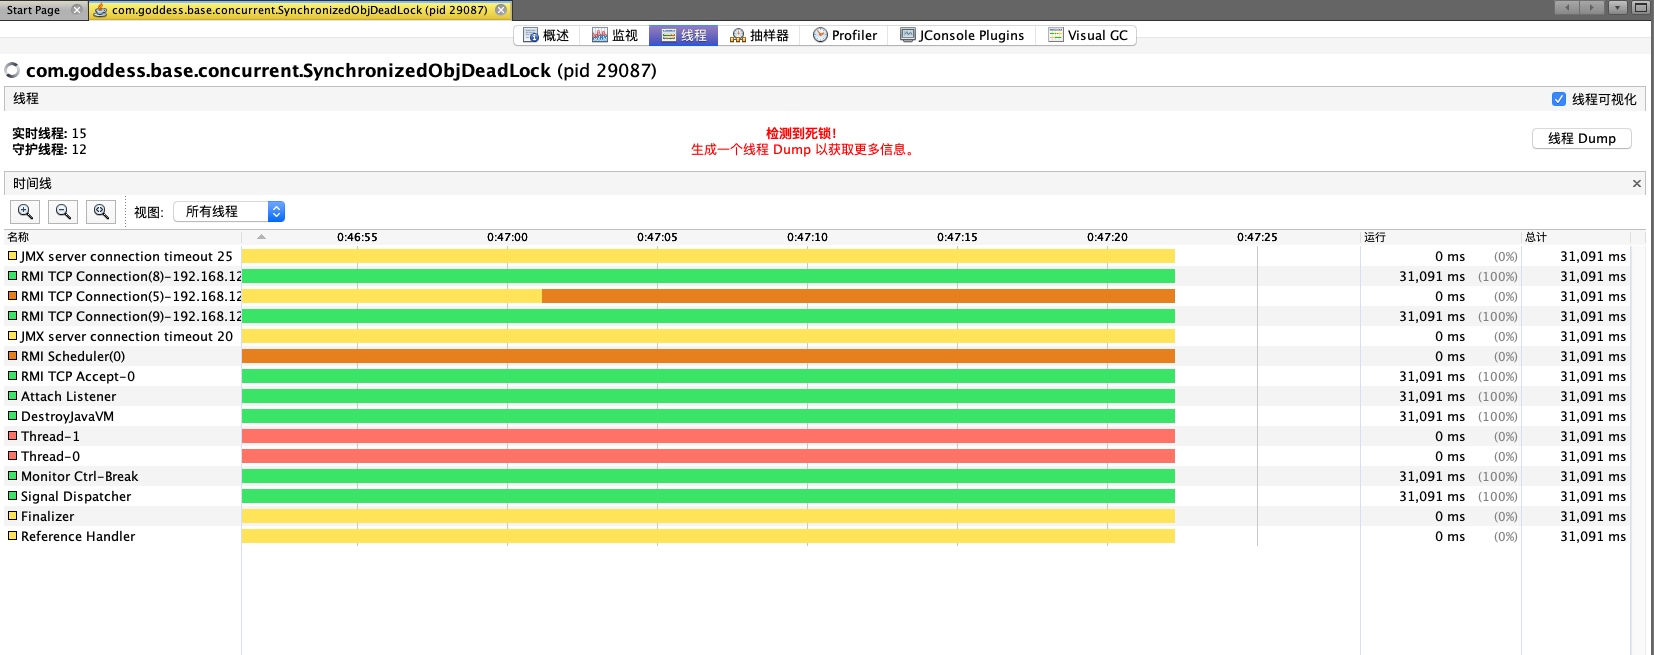 Start Page
com.goddess.base.concurrent.SynchronizedObjDeadLock (pid 29087)
概述 监视 线程 抽样器 Profiler JConsole Plugins Visual GC
com.goddess.base.concurrent.SynchronizedObjDeadLock (pid 29087)
线程 线程可视化
实时线程: 15
守护线程: 12
检测到死锁!
生成一个线程 Dump 以获取更多信息。
线程 Dump
时间线
视图: 所有线程
名称 0:46:55 0:47:00 0:47:05 0:47:10 0:47:15 0:47:20 0:47:25 运行 总计
JMX server connection timeout 25 0 ms (0%) 31,091 ms
RMI TCP Connection(8)-192.168.12 31,091 ms (100%) 31,091 ms
RMI TCP Connection(5)-192.168.12 0 ms (0%) 31,091 ms
RMI TCP Connection(9)-192.168.12 31,091 ms (100%) 31,091 ms
JMX server connection timeout 20 0 ms (0%) 31,091 ms
RMI Scheduler(0) 0 ms (0%) 31,091 ms
RMI TCP Accept-0 31,091 ms (100%) 31,091 ms
Attach Listener 31,091 ms (100%) 31,091 ms
DestroyJavaVM 31,091 ms (100%) 31,091 ms
Thread-1 0 ms (0%) 31,091 ms
Thread-0 0 ms (0%) 31,091 ms
Monitor Ctrl-Break 31,091 ms (100%) 31,091 ms
Signal Dispatcher 31,091 ms (100%) 31,091 ms
Finalizer 0 ms (0%) 31,091 ms
Reference Handler 0 ms (0%) 31,091 ms